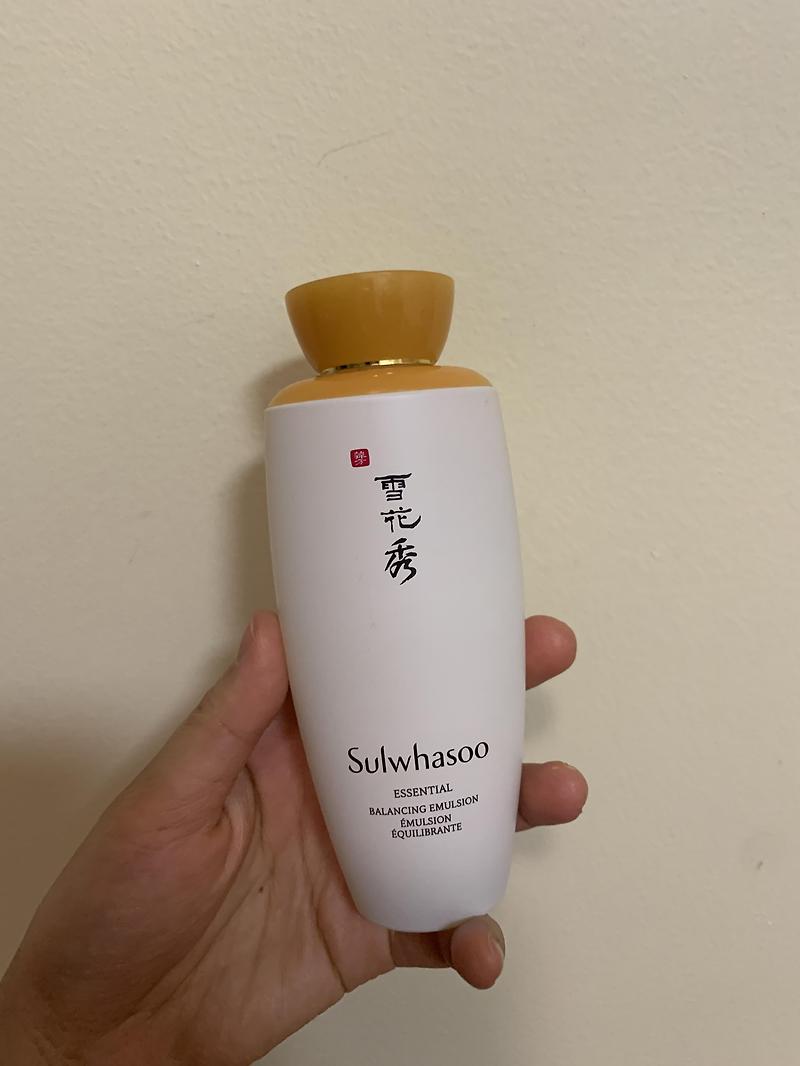 雪
花
秀
Sulwhasoo
ESSENTIAL
BALANCING EMULSION
ÉMULSION
ÉQUILIBRANTE